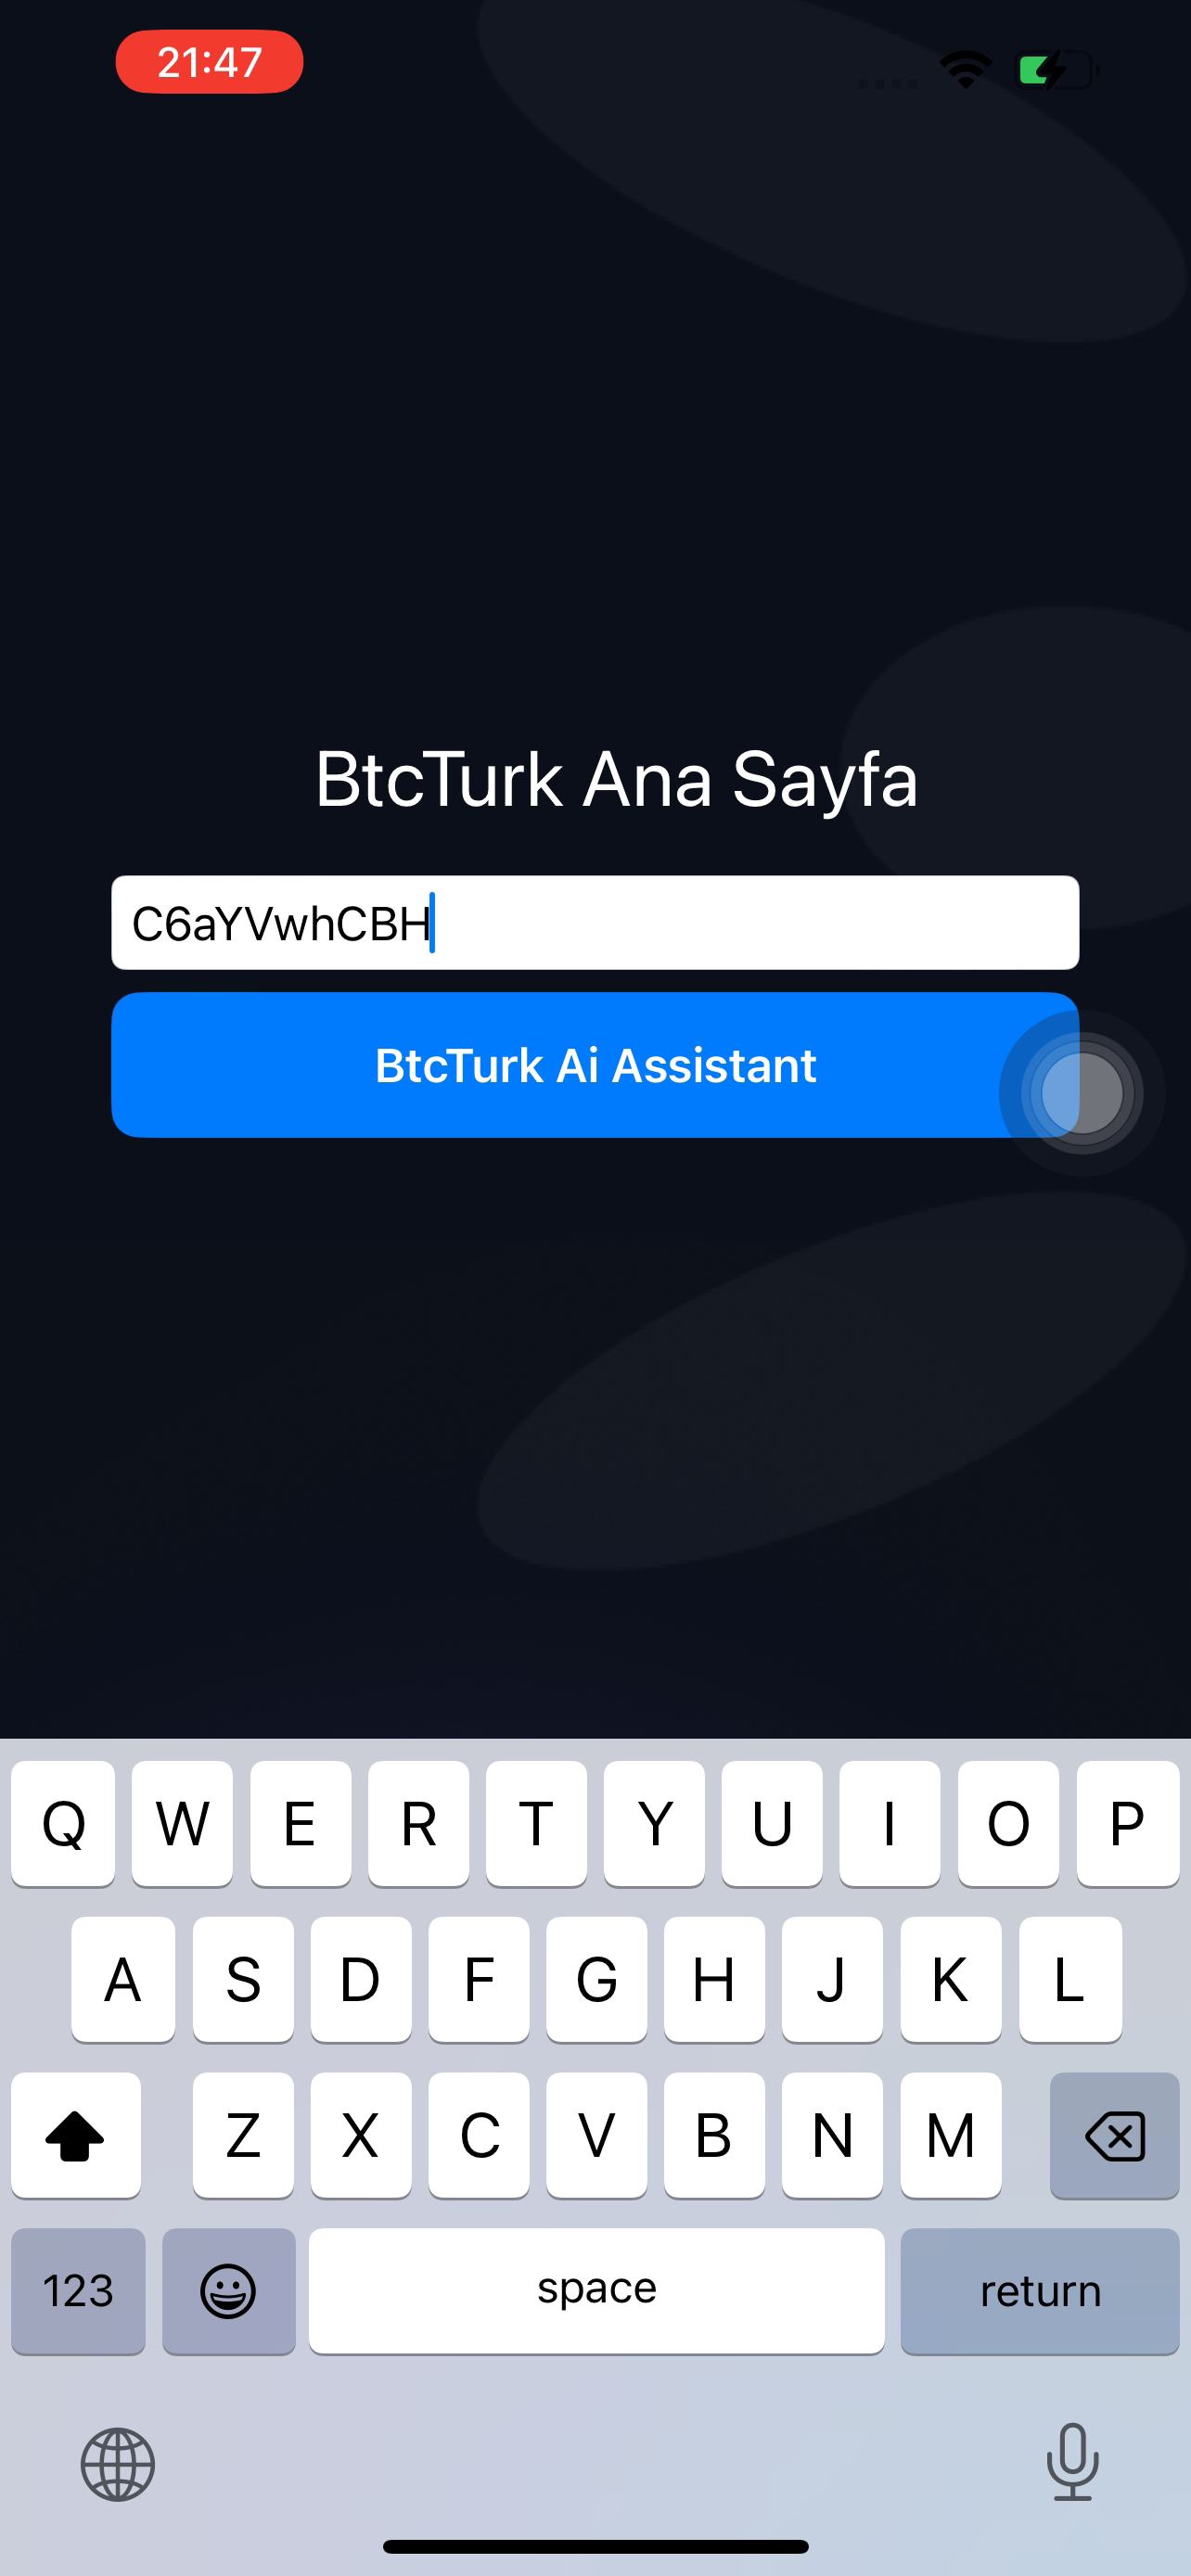 21:47
BtcTurk Ana Sayfa
C6aYVwhCBH
BtcTurk Ai Assistant
Q W E R T Y U I O P
A S D F G H J K L
Z X C V B N M
123 space return